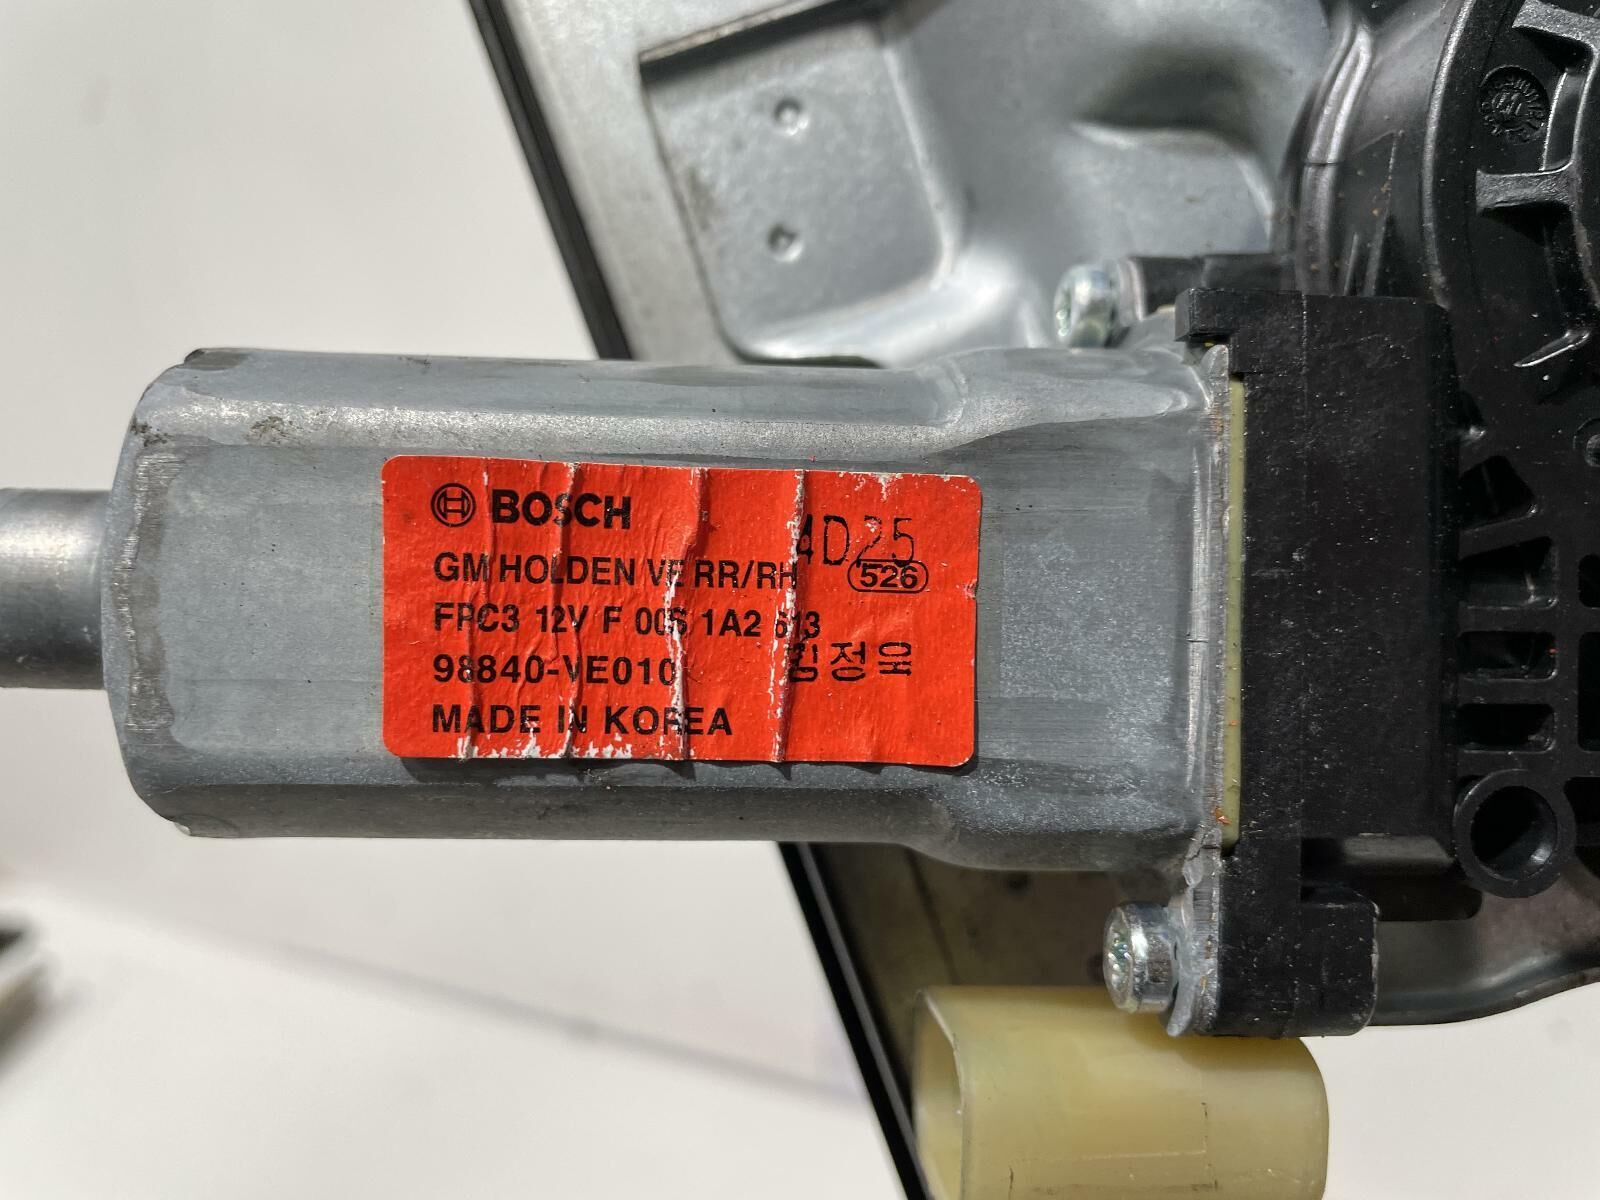 BOSCH
4D25
GM HOLDEN VE RR/RH
526
FPC3 12V F 00S 1A2 613
98840-VE010 김정욱
MADE IN KOREA